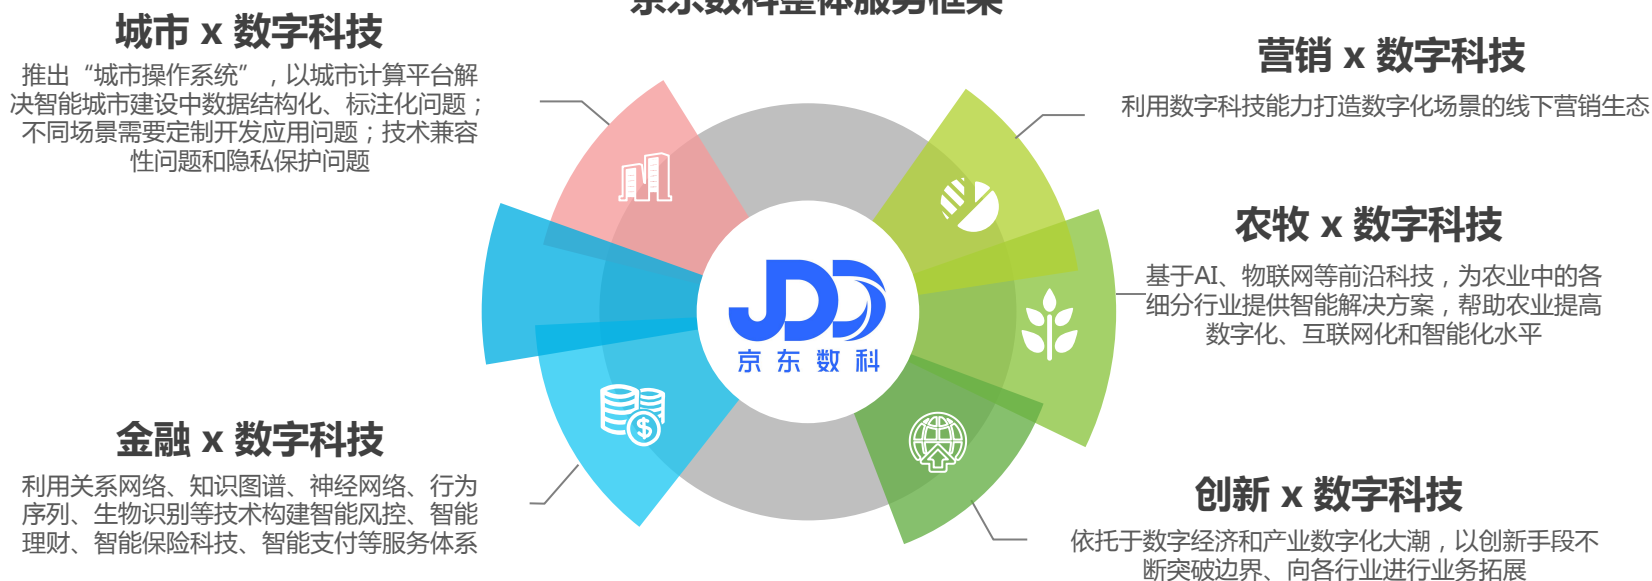 京东数科整体服务框架
城市 x 数字科技
推出“城市操作系统”，以城市计算平台解
决智能城市建设中数据结构化、标注化问题；
不同场景需要定制开发应用问题；技术兼容
性问题和隐私保护问题
营销 x 数字科技
利用数字科技能力打造数字化场景的线下营销生态
农牧 x 数字科技
基于AI、物联网等前沿科技，为农业中的各
细分行业提供智能解决方案，帮助农业提高
数字化、互联网化和智能化水平
JDD
京东数科
$
金融 x 数字科技
利用关系网络、知识图谱、神经网络、行为
序列、生物识别等技术构建智能风控、智能
理财、智能保险科技、智能支付等服务体系
创新 x 数字科技
依托于数字经济和产业数字化大潮，以创新手段不
断突破边界、向各行业进行业务拓展